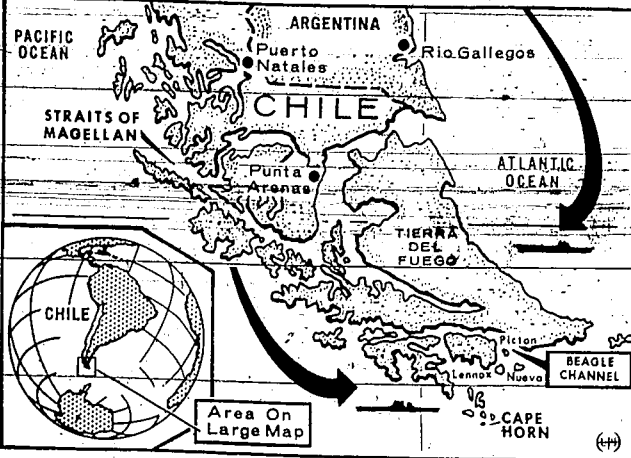 ARGENTINA
PACIFIC
OCEAN
Puerto
Natales
Rio Gallegos
CHILE
STRAITS OF
MAGELLAN
Punta
Arenas
ATLANTIC
OCEAN
TIERRA
DEL
FUEGO
CHILE
Picton
BEAGLE
CHANNEL
Lennox
Nueva
Area On
Large Map
CAPE
HORN